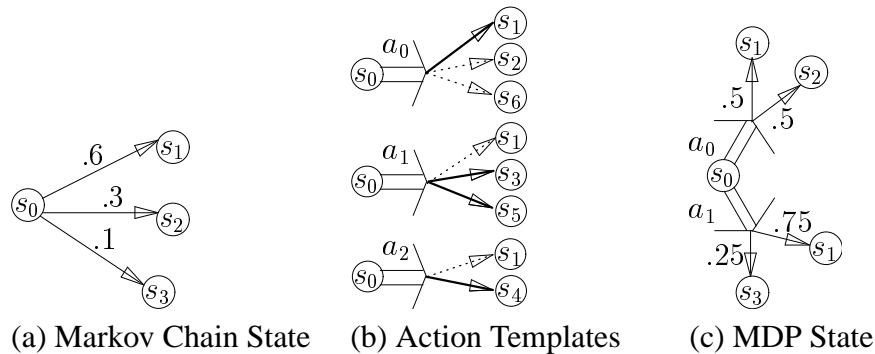 s₀
.6
s₁
.3
s₂
.1
s₃
(a) Markov Chain State
a₀
s₀
s₁
s₂
s₆
a₁
s₀
s₁
s₃
s₅
a₂
s₀
s₁
s₄
(b) Action Templates
s₁
s₂
.5
.5
a₀
s₀
a₁
.75
.25
s₁
s₃
(c) MDP State